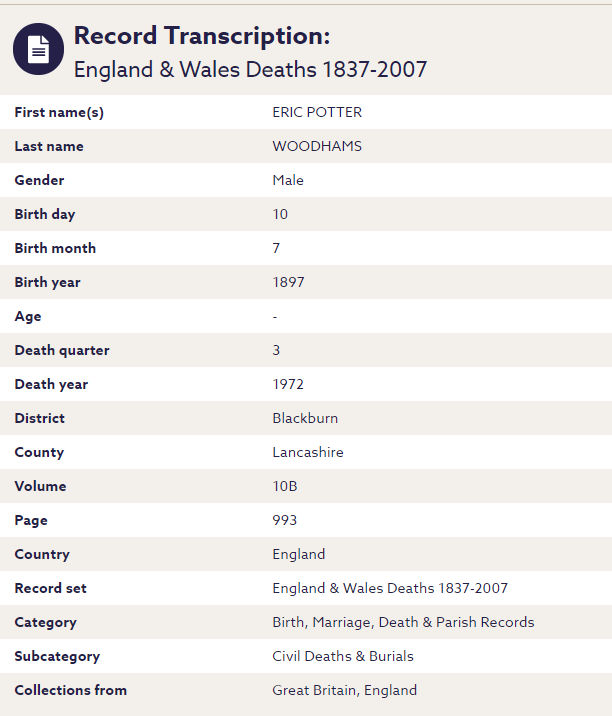 Record Transcription:
England & Wales Deaths 1837-2007
First name(s) ERIC POTTER
Last name WOODHAMS
Gender Male
Birth day 10
Birth month 7
Birth year 1897
Age -
Death quarter 3
Death year 1972
District Blackburn
County Lancashire
Volume 10B
Page 993
Country England
Record set England & Wales Deaths 1837-2007
Category Birth, Marriage, Death & Parish Records
Subcategory Civil Deaths & Burials
Collections from Great Britain, England